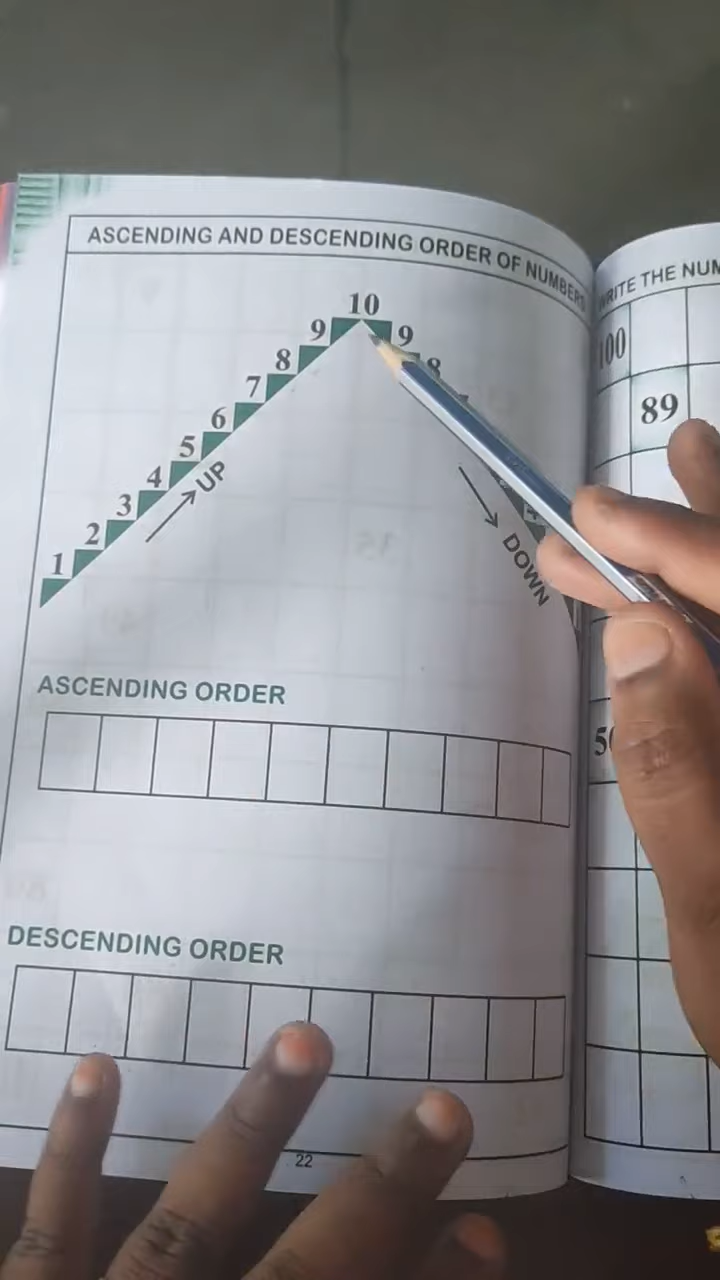 ASCENDING AND DESCENDING ORDER OF NUMBERS
10
9 9
8 8
7
6
5
4
3
2
1
UP
DOWN
ASCENDING ORDER
DESCENDING ORDER
22
WRITE THE NUM
100
89